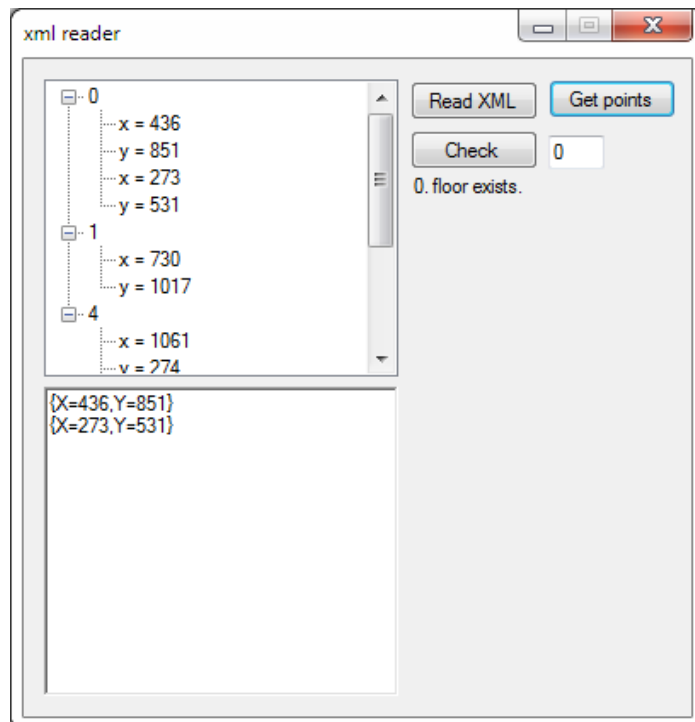 xml reader
0
x = 436
y = 851
x = 273
y = 531
1
x = 730
y = 1017
4
x = 1061
y = 274
Read XML
Get points
Check
0
0. floor exists.
{X=436,Y=851}
{X=273,Y=531}